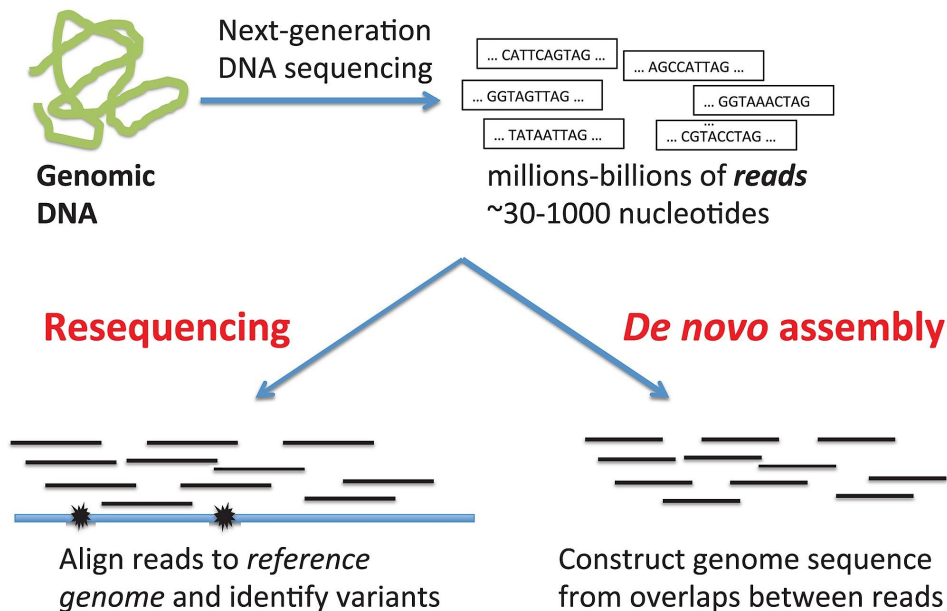 Next-generation
DNA sequencing
... CATTCAGTAG ...
... AGCCATTAG ...
... GGTAGTTAG ...
... GGTAAACTAG
...
... TATAATTAG ...
... CGTACCTAG ...
Genomic
DNA
millions-billions of reads
~30-1000 nucleotides
Resequencing
De novo assembly
Align reads to reference
genome and identify variants
Construct genome sequence
from overlaps between reads